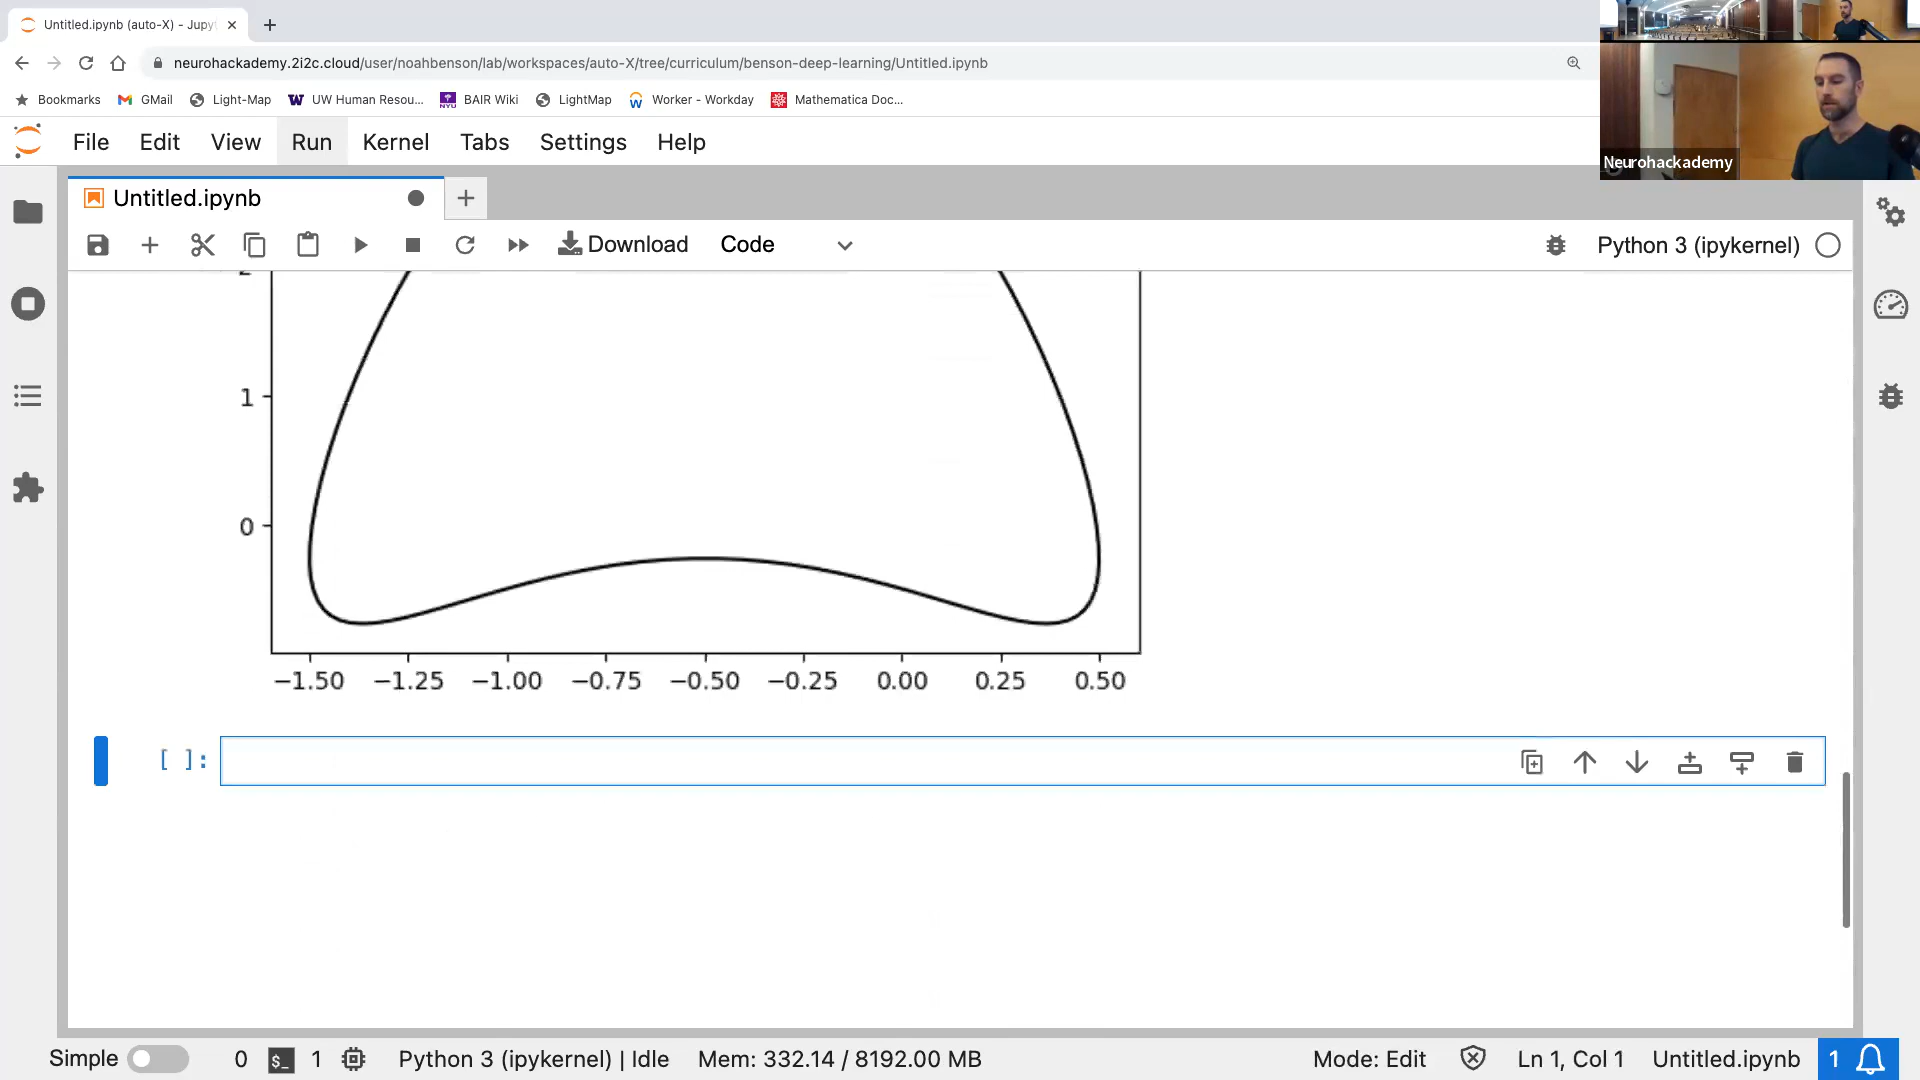 Untitled.ipynb (auto-X) - Jupyt
neurohackademy.2i2c.cloud/user/noahbenson/lab/workspaces/auto-X/tree/curriculum/benson-deep-learning/Untitled.ipynb
Bookmarks GMail Light-Map UW Human Resou... BAIR Wiki LightMap Worker - Workday Mathematica Doc...
File Edit View Run Kernel Tabs Settings Help
Neurohackademy
Untitled.ipynb
Download Code Python 3 (ipykernel)
2
1
0
−1.50 −1.25 −1.00 −0.75 −0.50 −0.25 0.00 0.25 0.50
[ ]:
Simple 0 $_ 1 Python 3 (ipykernel) | Idle Mem: 332.14 / 8192.00 MB Mode: Edit Ln 1, Col 1 Untitled.ipynb 1